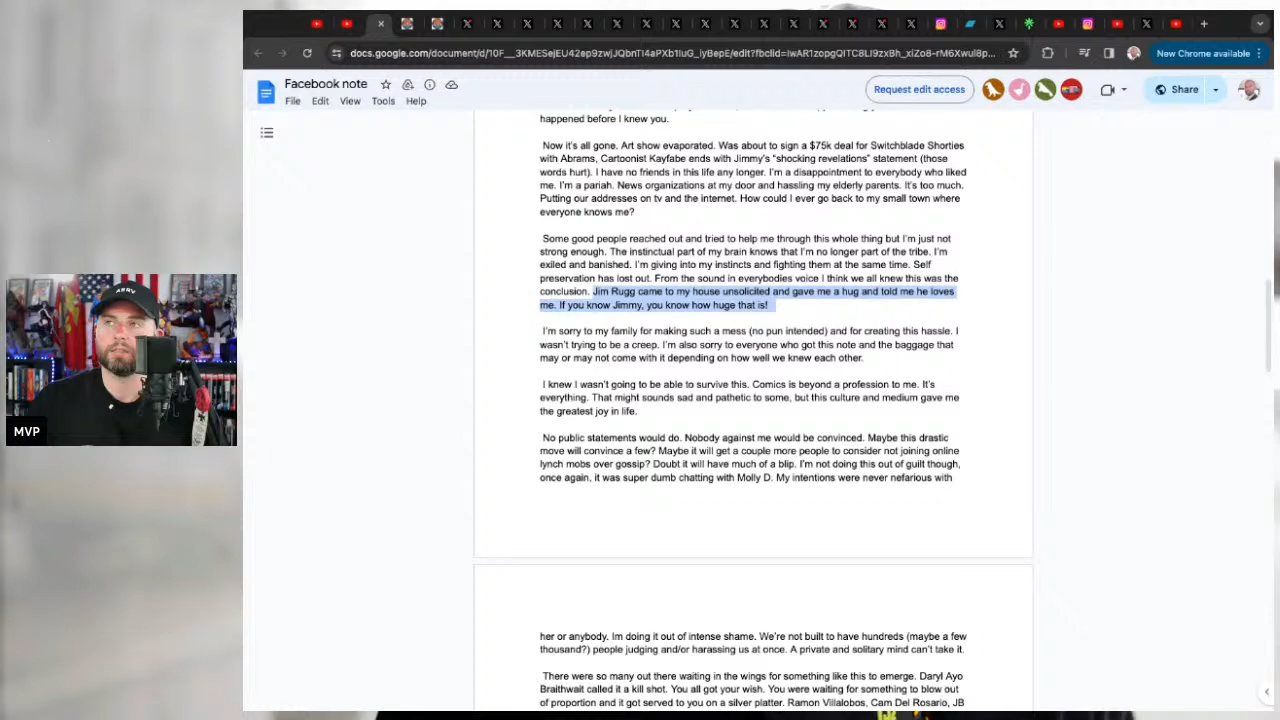 New Chrome available
docs.google.com/document/d/10F__3KMESejEU42ep9zwjJQbnTl4aPXb1IuG_iyBepE/edit?fbclid=IwAR1zopgQITC8LI9zxBh_xiZo8-rM6Xwul8p...
Facebook note
File Edit View Tools Help
Request edit access
Share
happened before I knew you.
Now it's all gone. Art show evaporated. Was about to sign a $75k deal for Switchblade Shorties
with Abrams, Cartoonist Kayfabe ends with Jimmy's "shocking revelations" statement (those
words hurt). I have no friends in this life any longer. I'm a disappointment to everybody who liked
me. I'm a pariah. News organizations at my door and hassling my elderly parents. It's too much.
Putting our addresses on tv and the internet. How could I ever go back to my small town where
everyone knows me?
Some good people reached out and tried to help me through this whole thing but I'm just not
strong enough. The instinctual part of my brain knows that I'm no longer part of the tribe. I'm
exiled and banished. I'm giving into my instincts and fighting them at the same time. Self
preservation has lost out. From the sound in everybodies voice I think we all knew this was the
conclusion. Jim Rugg came to my house unsolicited and gave me a hug and told me he loves
me. If you know Jimmy, you know how huge that is!
I'm sorry to my family for making such a mess (no pun intended) and for creating this hassle. I
wasn't trying to be a creep. I'm also sorry to everyone who got this note and the baggage that
may or may not come with it depending on how well we knew each other.
I knew I wasn't going to be able to survive this. Comics is beyond a profession to me. It's
everything. That might sounds sad and pathetic to some, but this culture and medium gave me
the greatest joy in life.
No public statements would do. Nobody against me would be convinced. Maybe this drastic
move will convince a few? Maybe it will get a couple more people to consider not joining online
lynch mobs over gossip? Doubt it will have much of a blip. I'm not doing this out of guilt though,
once again, it was super dumb chatting with Molly D. My intentions were never nefarious with
her or anybody. Im doing it out of intense shame. We're not built to have hundreds (maybe a few
thousand?) people judging and/or harassing us at once. A private and solitary mind can't take it.
There were so many out there waiting in the wings for something like this to emerge. Daryl Ayo
Braithwait called it a kill shot. You all got your wish. You were waiting for something to blow out
of proportion and it got served to you on a silver platter. Ramon Villalobos, Cam Del Rosario, JB
MVP